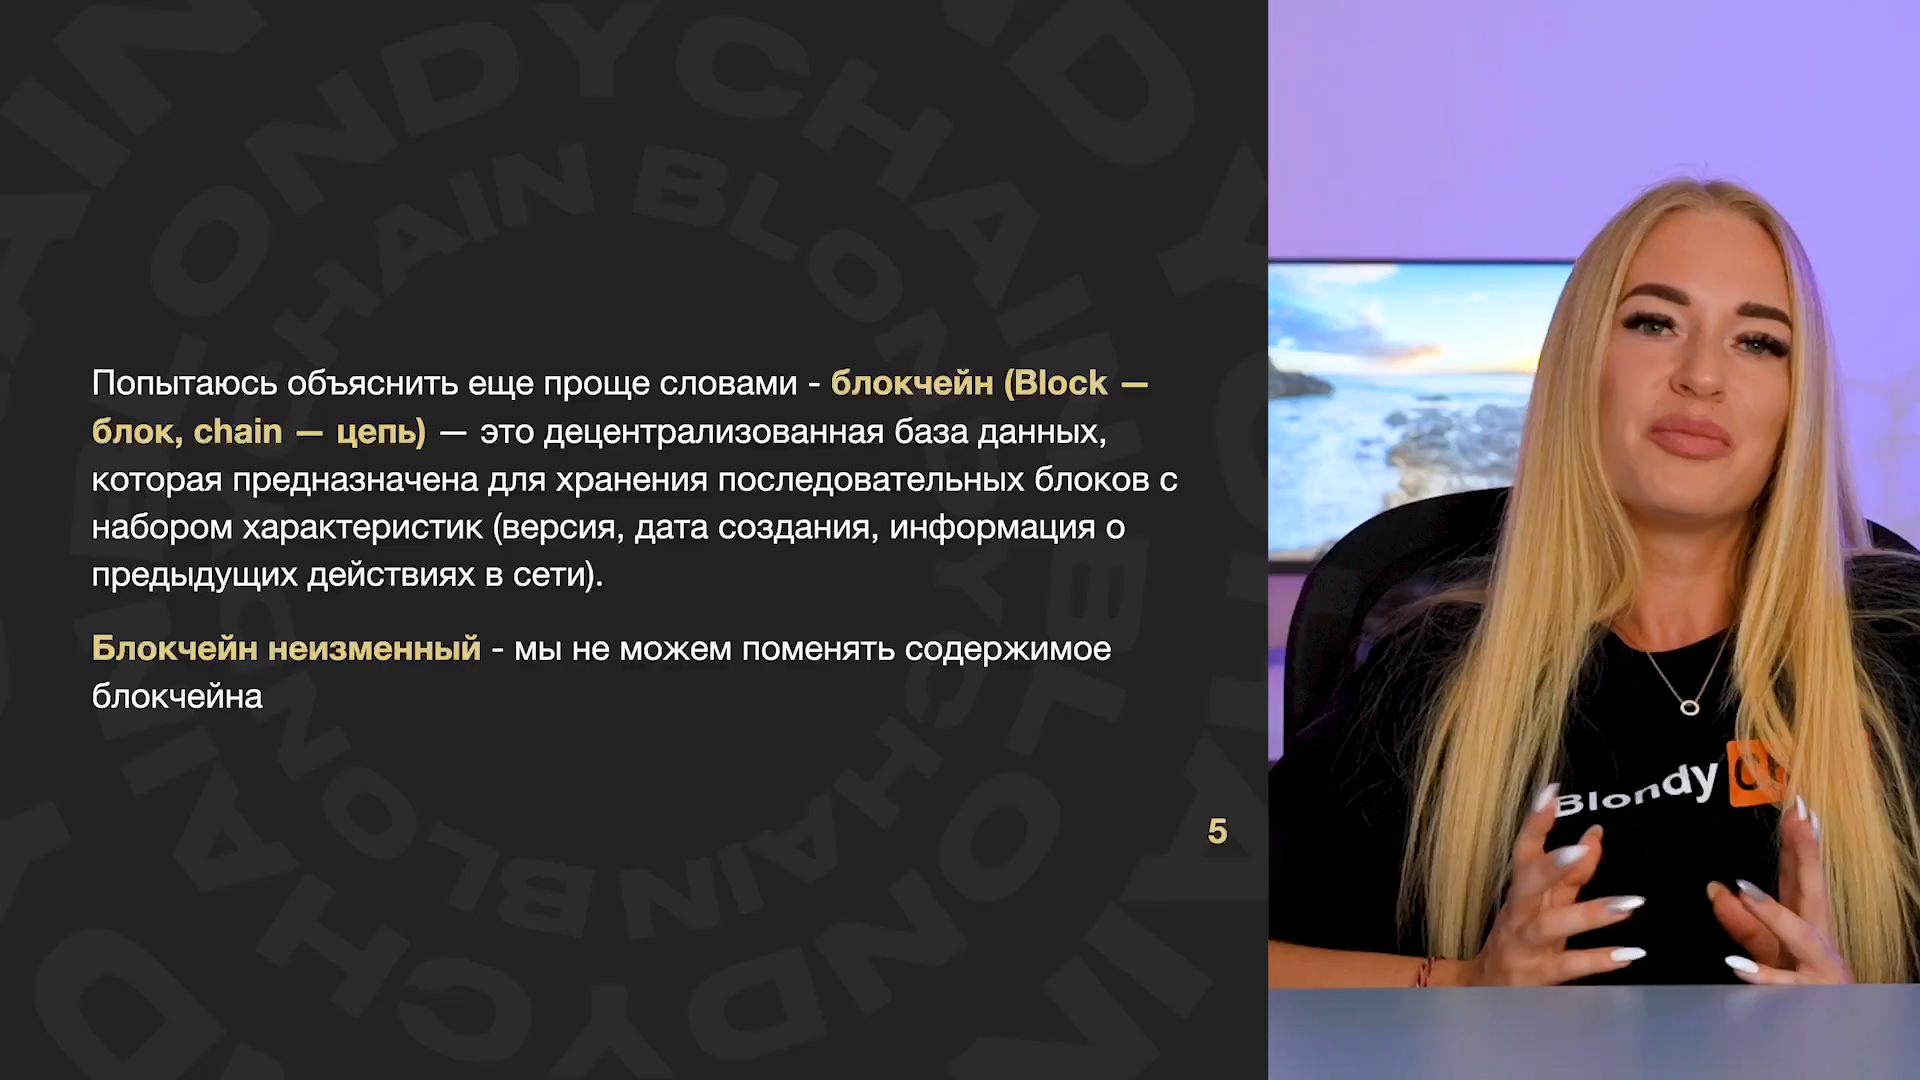 Попытаюсь объяснить еще проще словами - блокчейн (Block —
блок, chain — цепь) — это децентрализованная база данных,
которая предназначена для хранения последовательных блоков с
набором характеристик (версия, дата создания, информация о
предыдущих действиях в сети).
Блокчейн неизменный - мы не можем поменять содержимое
блокчейна
5
Blondy